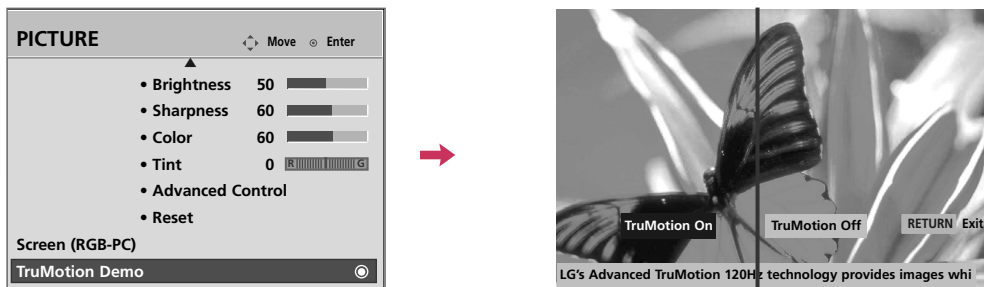 PICTURE
Move Enter
• Brightness 50
• Sharpness 60
• Color 60
• Tint 0 R G
• Advanced Control
• Reset
Screen (RGB-PC)
TruMotion Demo
TruMotion On TruMotion Off RETURN Exit
LG's Advanced TruMotion 120Hz technology provides images whi